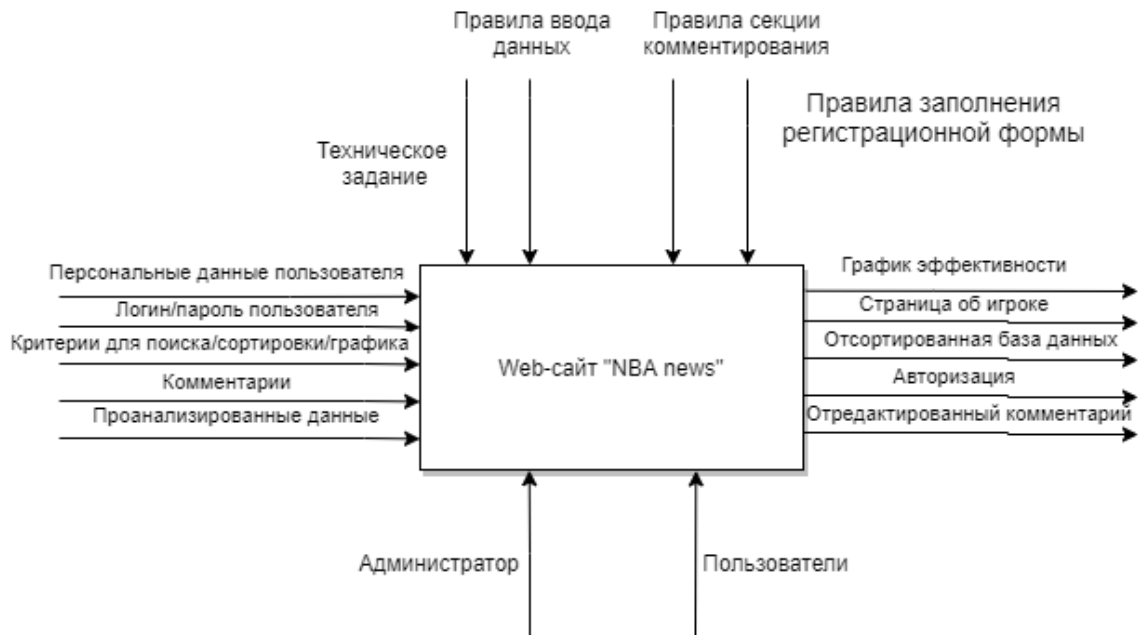 Правила ввода
данных
Правила секции
комментирования
Правила заполнения
регистрационной формы
Техническое
задание
Персональные данные пользователя
Логин/пароль пользователя
Критерии для поиска/сортировки/графика
Комментарии
Проанализированные данные
Web-сайт "NBA news"
График эффективности
Страница об игроке
Отсортированная база данных
Авторизация
Отредактированный комментарий
Администратор
Пользователи